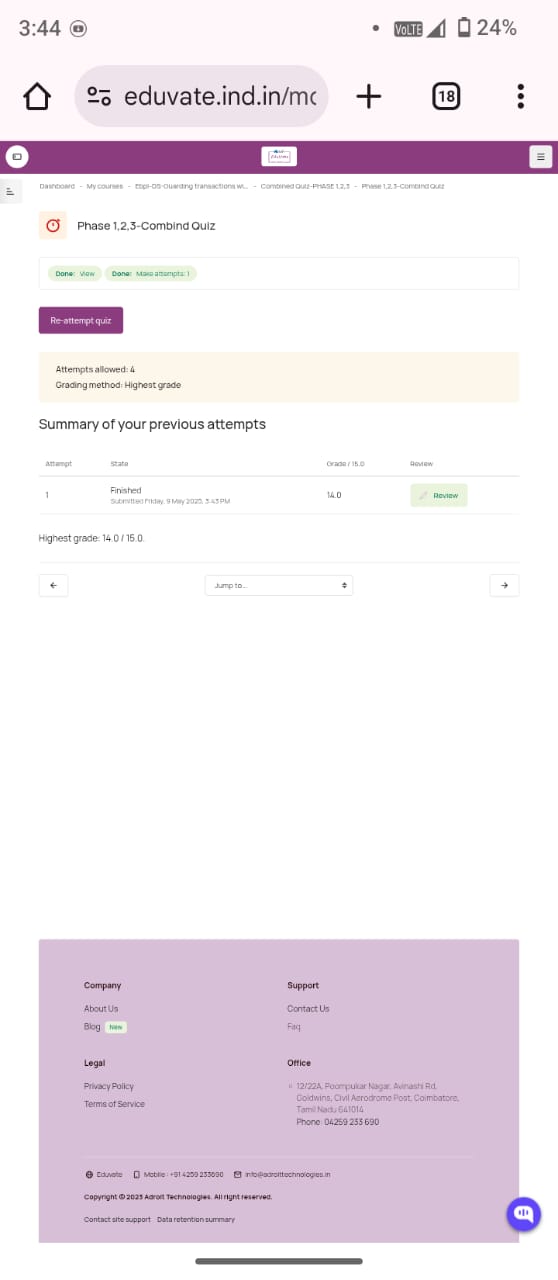 3:44
VoLTE
24%
eduvate.ind.in/mo
18
Dashboard - My courses - Ebpl-DS-Guarding transactions wi... - Combined Quiz-PHASE 1,2,3 - Phase 1,2,3-Combind Quiz
Phase 1,2,3-Combind Quiz
Done: View Done: Make attempts: 1
Re-attempt quiz
Attempts allowed: 4
Grading method: Highest grade
Summary of your previous attempts
Attempt State Grade / 15.0 Review
1 Finished 14.0 Review
Submitted Friday, 9 May 2025, 3:43 PM
Highest grade: 14.0 / 15.0.
Jump to...
Company
About Us
Blog New
Support
Contact Us
Faq
Legal
Privacy Policy
Terms of Service
Office
12/22A, Poompukar Nagar, Avinashi Rd,
Goldwins, Civil Aerodrome Post, Coimbatore,
Tamil Nadu 641014
Phone: 04259 233 690
Eduvate Mobile : +91 4259 233690 info@adroittechnologies.in
Copyright © 2023 Adroit Technologies. All right reserved.
Contact site support Data retention summary